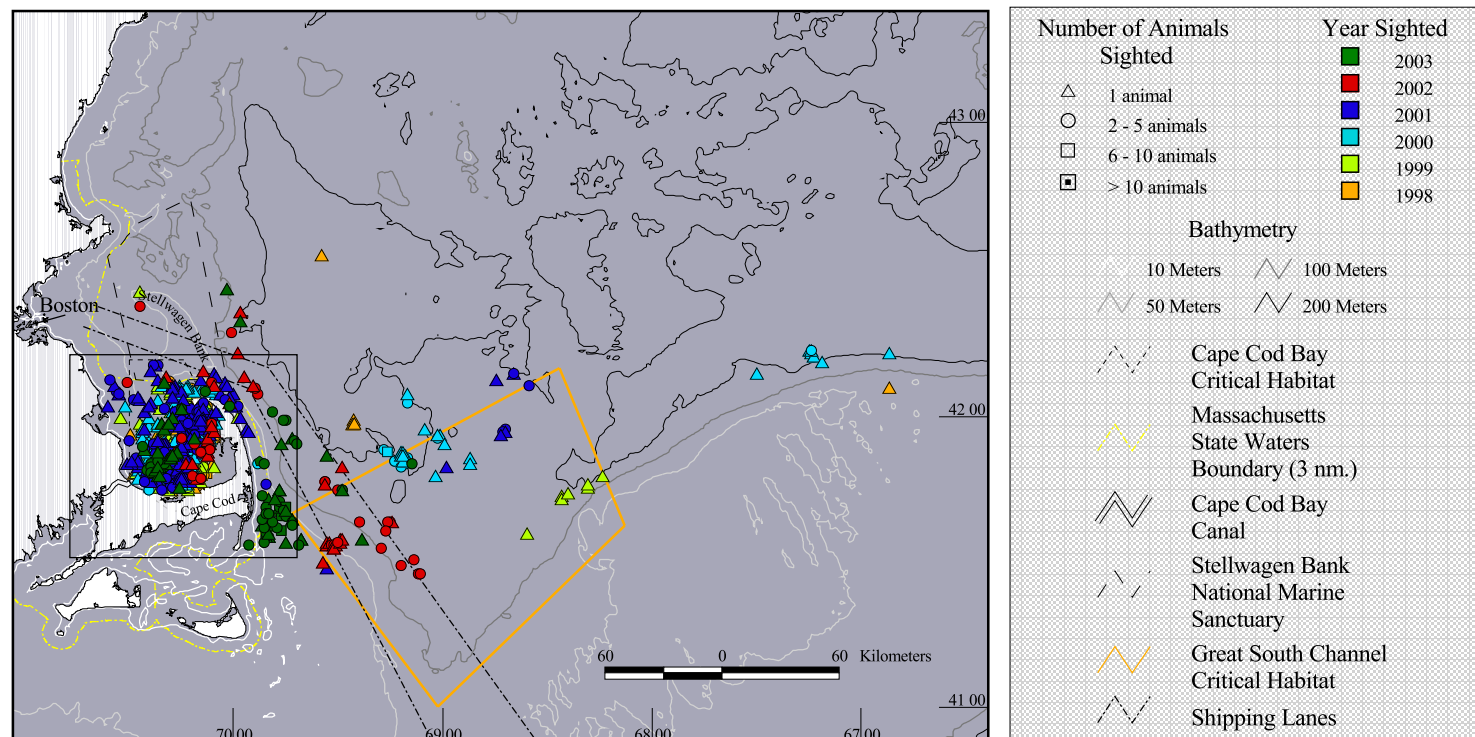 43 00
42 00
41 00
70 00
69 00
68 00
67 00
Boston
Stellwagen Bank
Cape Cod
60
0
60
Kilometers
Number of Animals
Sighted
1 animal
2 - 5 animals
6 - 10 animals
> 10 animals
Year Sighted
2003
2002
2001
2000
1999
1998
Bathymetry
10 Meters
100 Meters
50 Meters
200 Meters
Cape Cod Bay
Critical Habitat
Massachusetts
State Waters
Boundary (3 nm.)
Cape Cod Bay
Canal
Stellwagen Bank
National Marine
Sanctuary
Great South Channel
Critical Habitat
Shipping Lanes